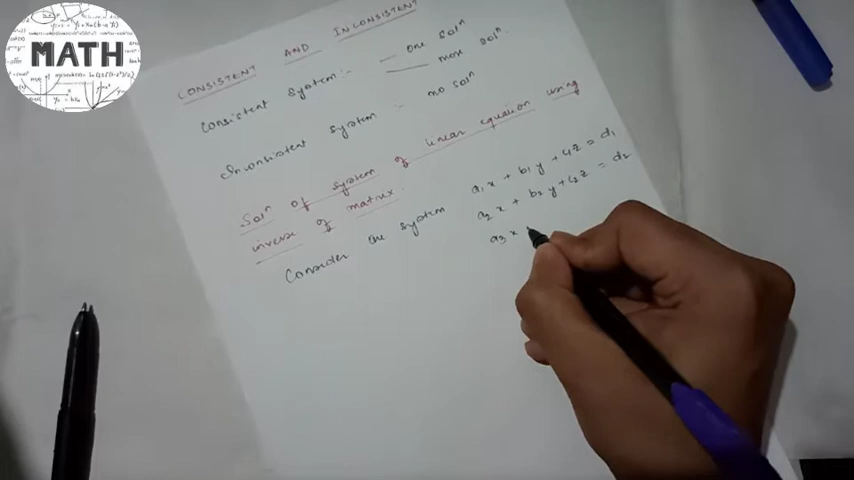 MATH
CONSISTENT AND INCONSISTENT
Consistent system:- — one Solⁿ
— more Solⁿ.
Inconsistent system - no Solⁿ
Solⁿ of system of linear equation using
inverse of matrix.
Consider the system a₁x + b₁y + c₁z = d₁
a₂x + b₂y + c₂z = d₂
a₃x